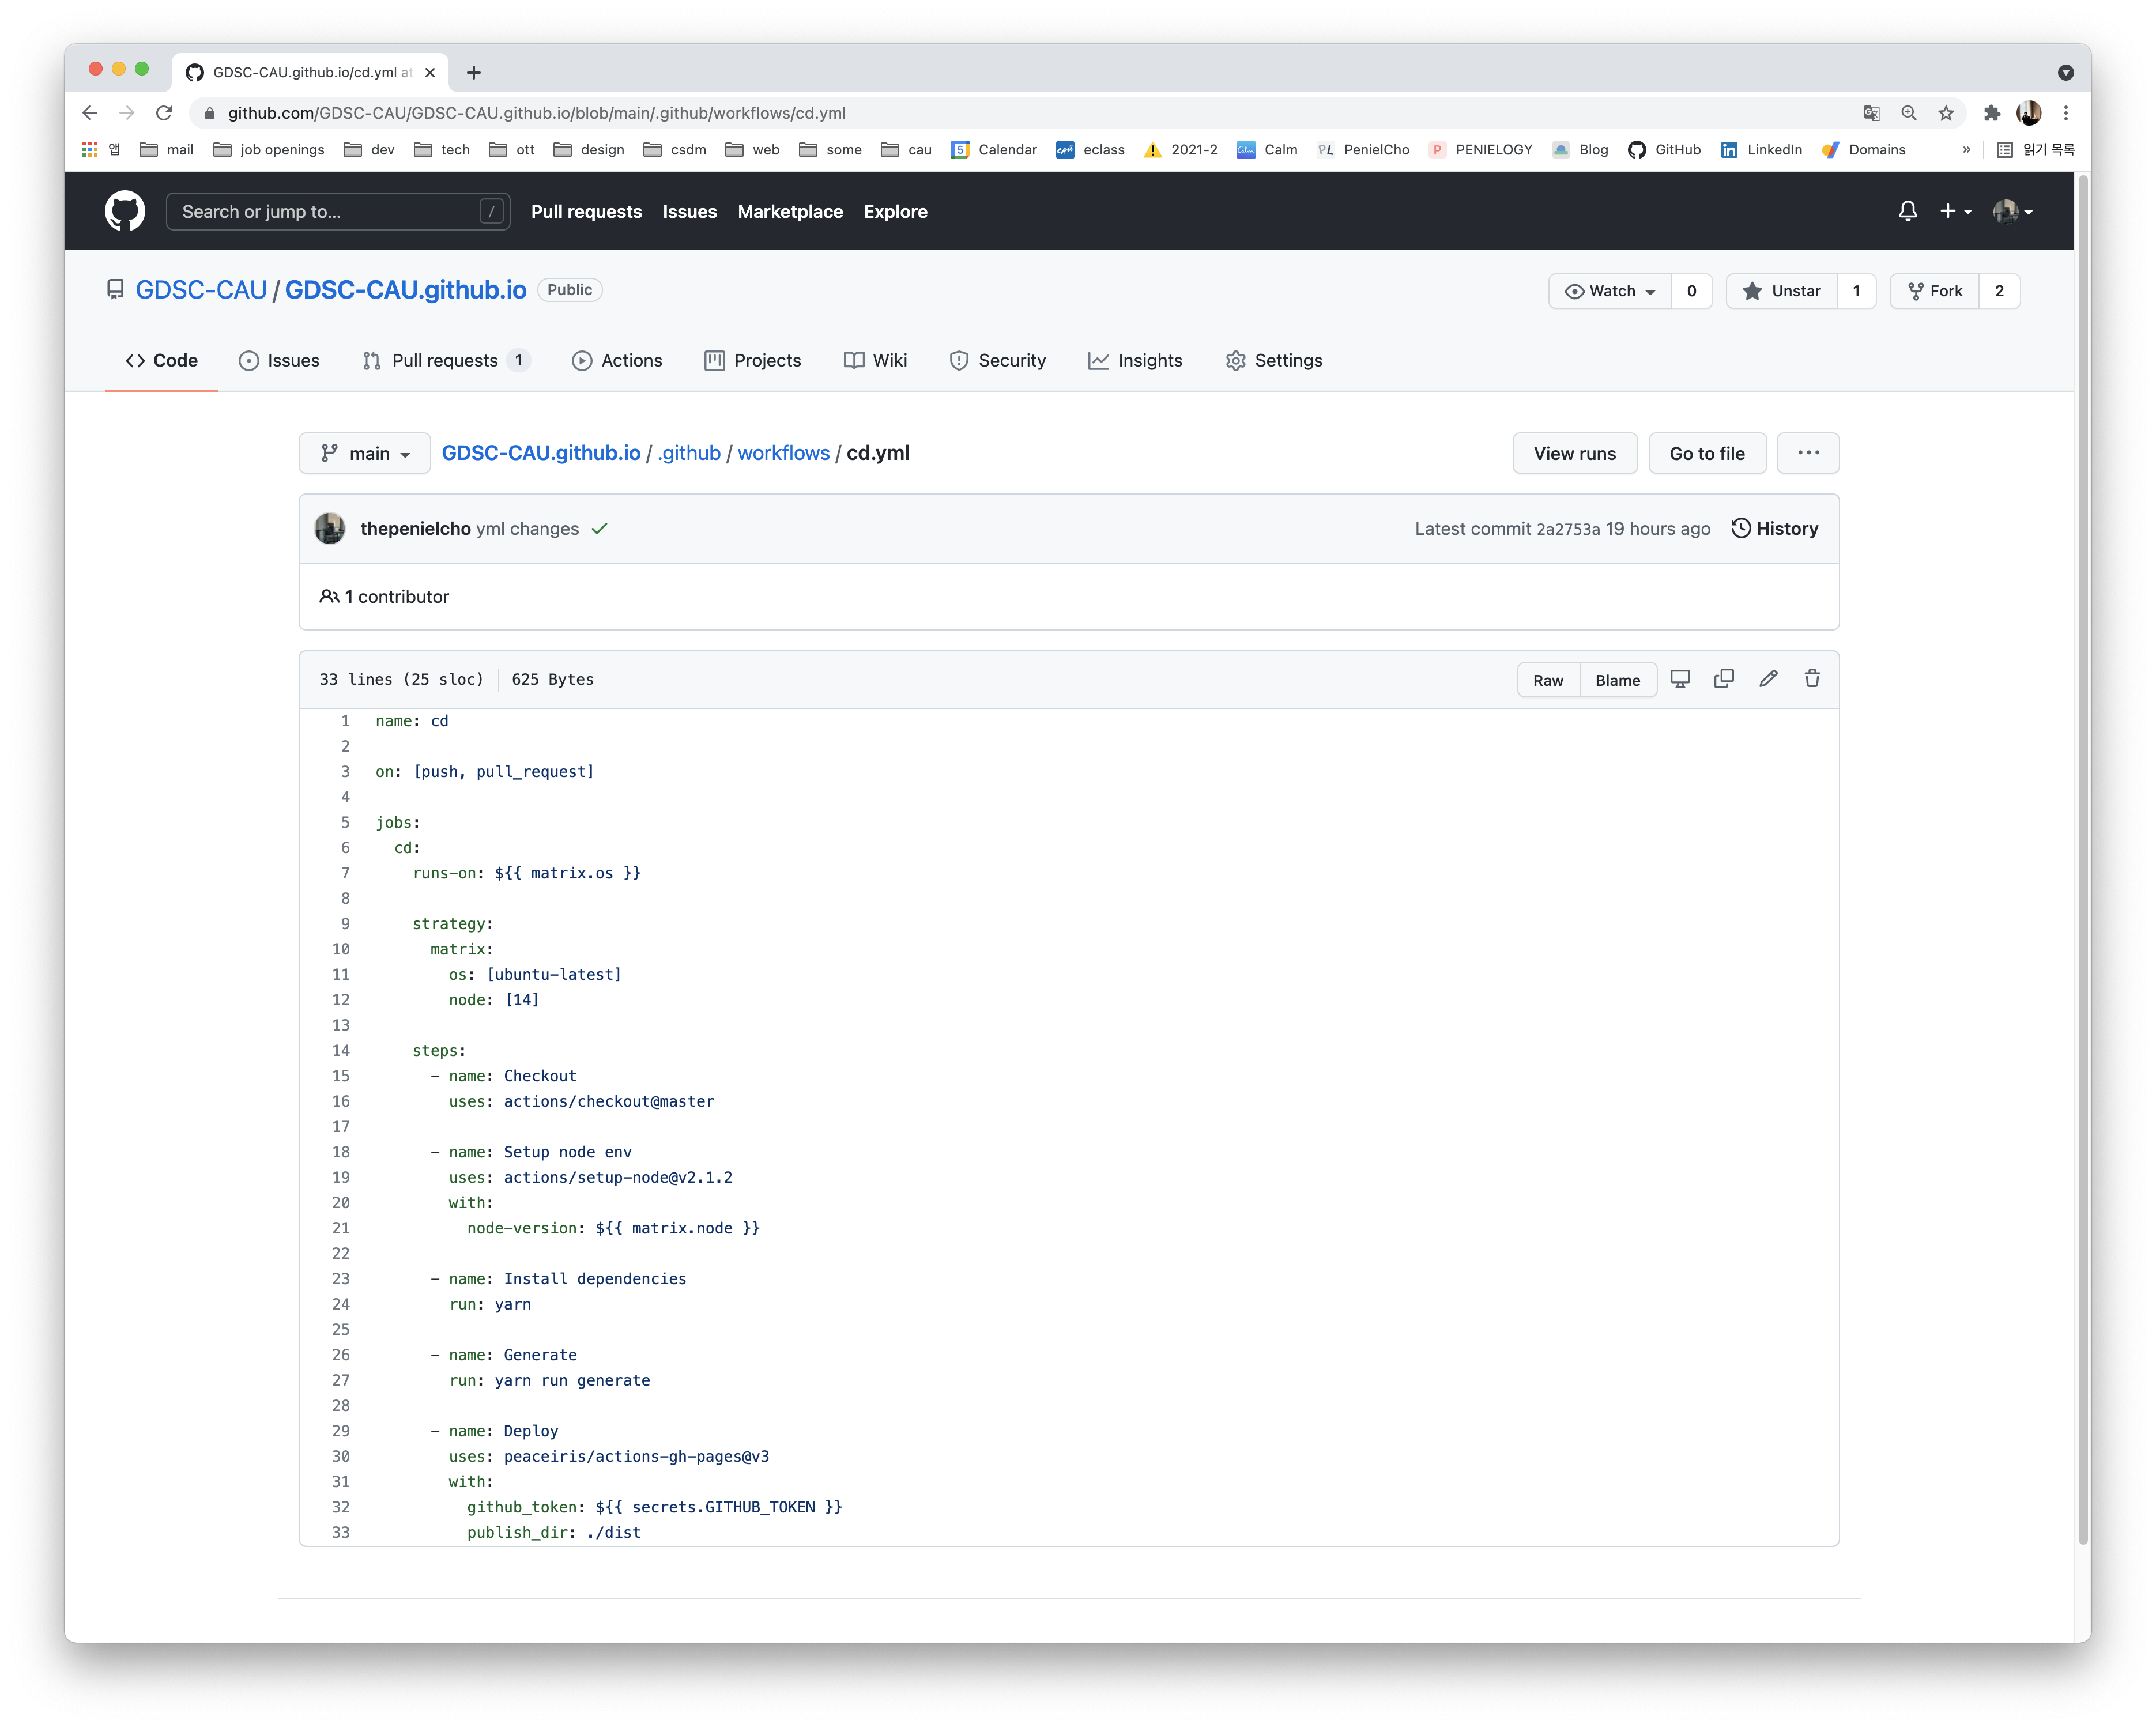 GDSC-CAU.github.io/cd.yml at
github.com/GDSC-CAU/GDSC-CAU.github.io/blob/main/.github/workflows/cd.yml
앱 mail job openings dev tech ott design csdm web some cau 5 Calendar eclass 2021-2 Calm PL PenielCho P PENIELOGY Blog GitHub in LinkedIn Domains » 읽기 목록
Search or jump to... / Pull requests Issues Marketplace Explore
GDSC-CAU / GDSC-CAU.github.io Public Watch 0 Unstar 1 Fork 2
Code Issues Pull requests 1 Actions Projects Wiki Security Insights Settings
main GDSC-CAU.github.io / .github / workflows / cd.yml View runs Go to file ...
thepenielcho yml changes Latest commit 2a2753a 19 hours ago History
1 contributor
33 lines (25 sloc) 625 Bytes Raw Blame
1 name: cd
2
3 on: [push, pull_request]
4
5 jobs:
6 cd:
7 runs-on: ${{ matrix.os }}
8
9 strategy:
10 matrix:
11 os: [ubuntu-latest]
12 node: [14]
13
14 steps:
15 - name: Checkout
16 uses: actions/checkout@master
17
18 - name: Setup node env
19 uses: actions/setup-node@v2.1.2
20 with:
21 node-version: ${{ matrix.node }}
22
23 - name: Install dependencies
24 run: yarn
25
26 - name: Generate
27 run: yarn run generate
28
29 - name: Deploy
30 uses: peaceiris/actions-gh-pages@v3
31 with:
32 github_token: ${{ secrets.GITHUB_TOKEN }}
33 publish_dir: ./dist